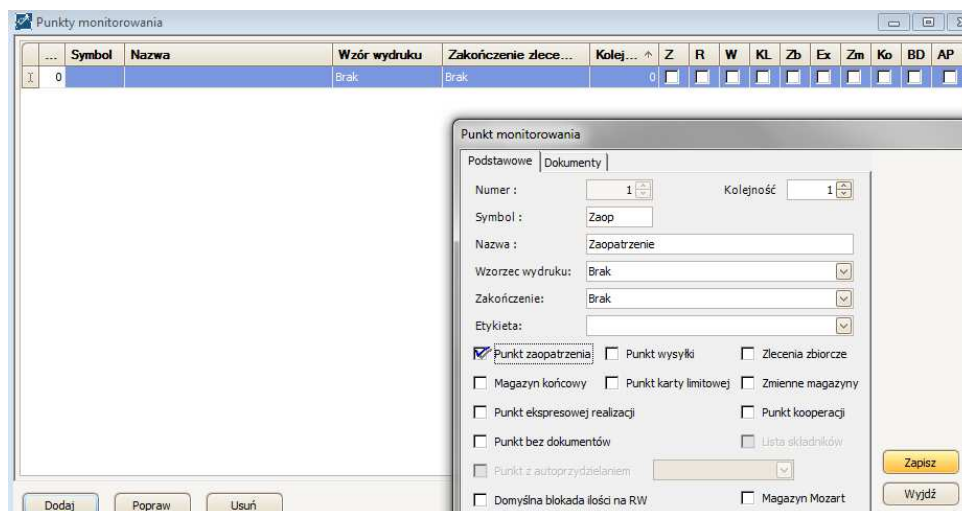 Punkty monitorowania
... Symbol Nazwa Wzór wydruku Zakończenie zlece... Kolej... Z R W KL Zb Ex Zm Ko BD AP
0 Brak Brak 0
Punkt monitorowania
Podstawowe Dokumenty
Numer : 1 Kolejność 1
Symbol : Zaop
Nazwa : Zaopatrzenie
Wzorzec wydruku: Brak
Zakończenie: Brak
Etykieta:
Punkt zaopatrzenia Punkt wysyłki Zlecenia zbiorcze
Magazyn końcowy Punkt karty limitowej Zmienne magazyny
Punkt ekspresowej realizacji Punkt kooperacji
Punkt bez dokumentów Lista składników
Punkt z autoprzydzielaniem
Zapisz
Domyślna blokada ilości na RW Magazyn Mozart
Wyjdź
Dodaj Popraw Usuń